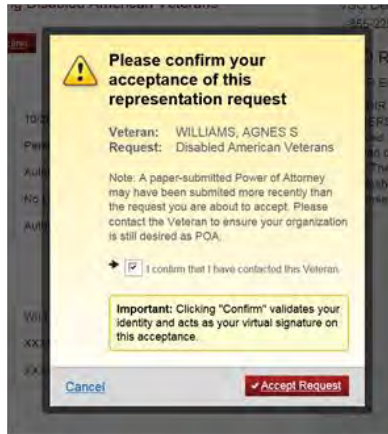 Disabled American Veterans
Please confirm your
acceptance of this
representation request
Veteran: WILLIAMS, AGNES S
Request: Disabled American Veterans
Note: A paper-submitted Power of Attorney
may have been submited more recently than
the request you are about to accept. Please
contact the Veteran to ensure your organization
is still desired as POA.
I confirm that I have contacted this Veteran.
Important: Clicking "Confirm" validates your
identity and acts as your virtual signature on
this acceptance.
Cancel
Accept Request